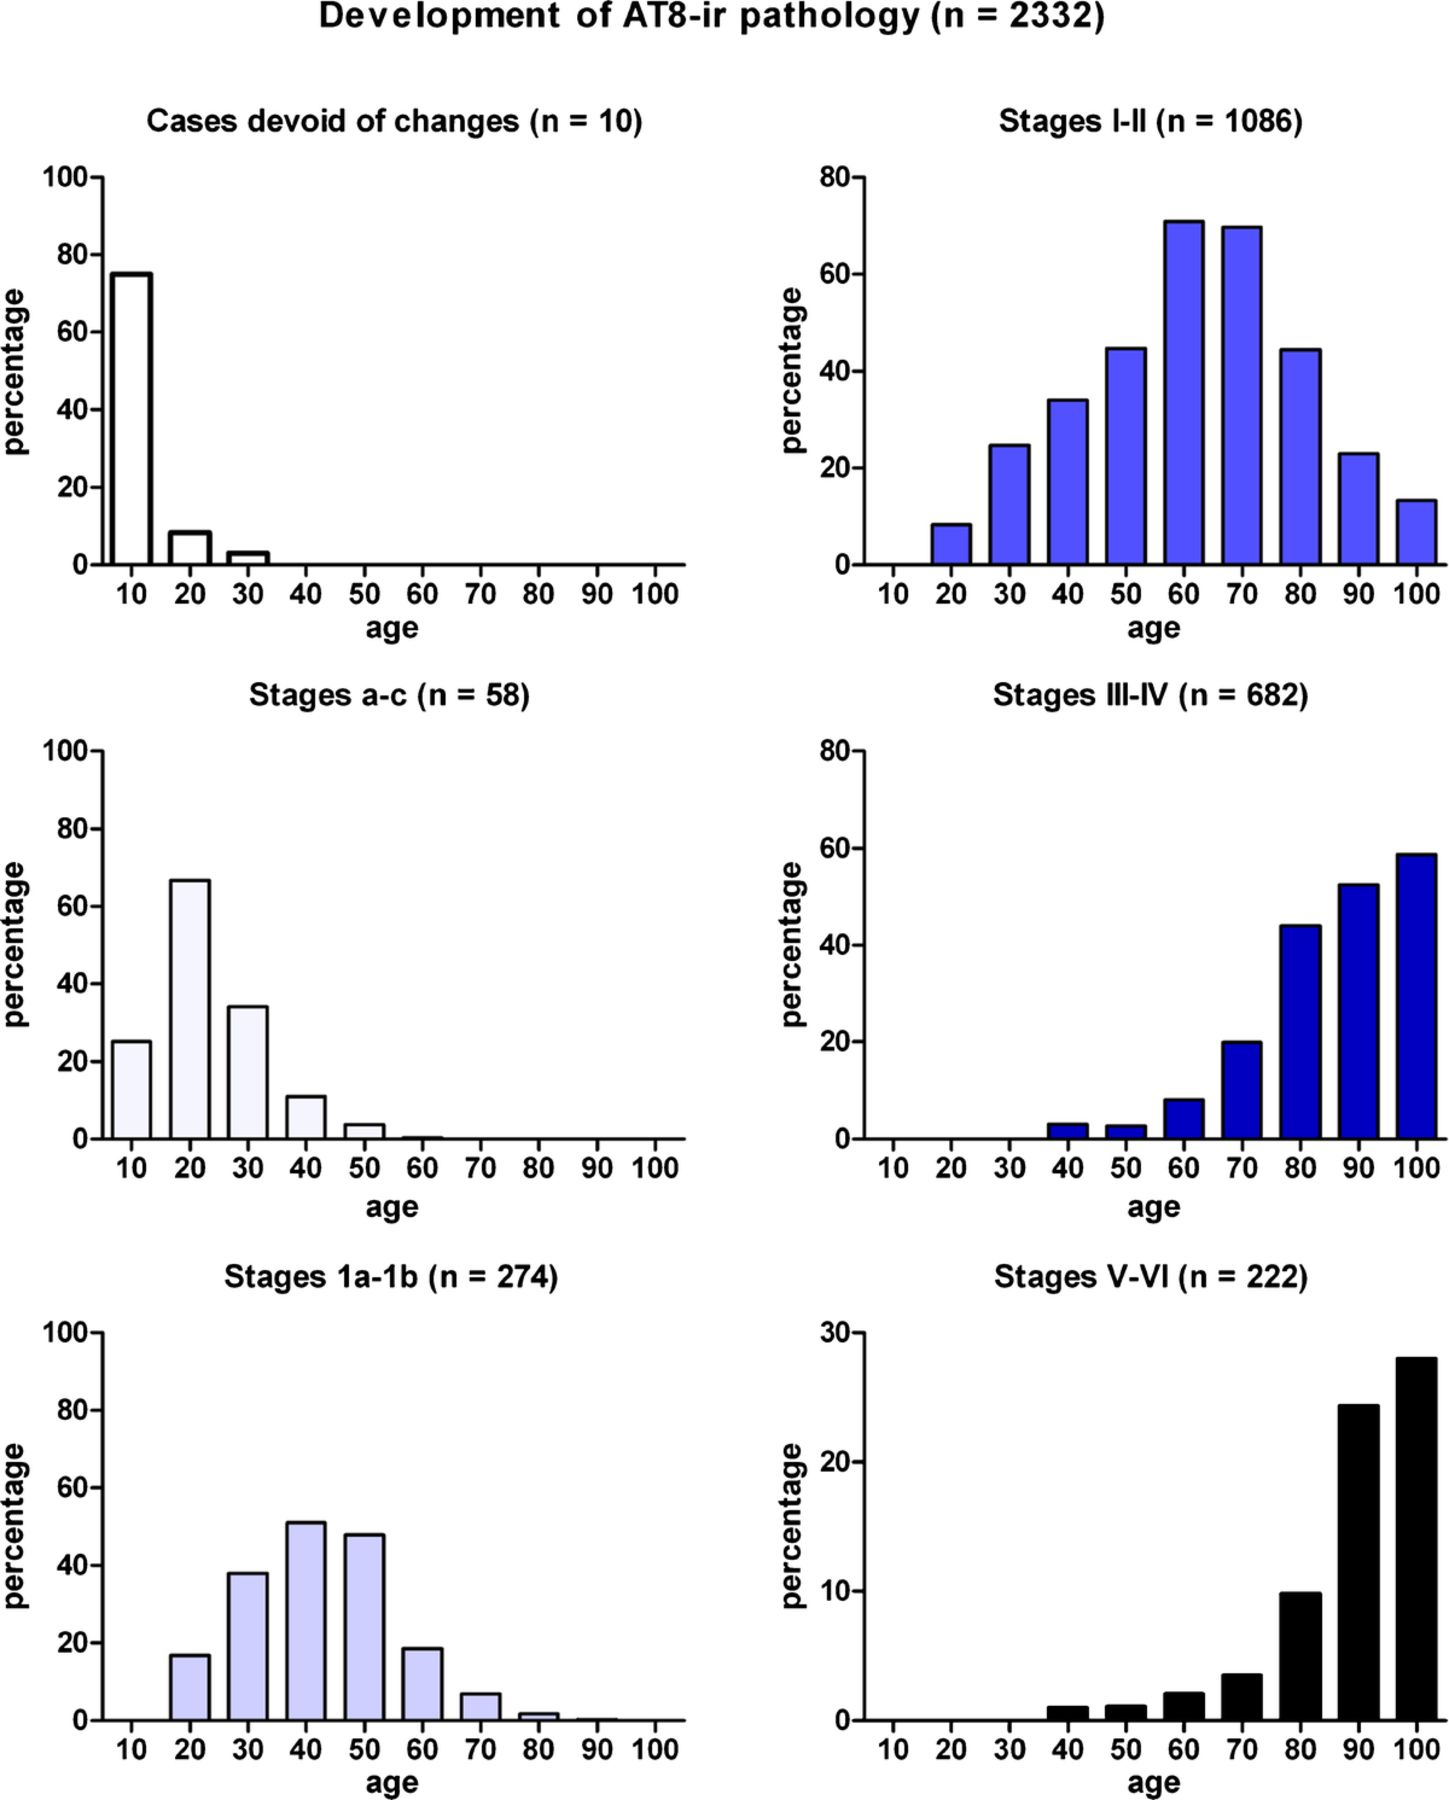 Development of AT8-ir pathology (n = 2332)
Cases devoid of changes (n = 10)
percentage
100
80
60
40
20
0
10 20 30 40 50 60 70 80 90 100
age
Stages I-II (n = 1086)
percentage
80
60
40
20
0
10 20 30 40 50 60 70 80 90 100
age
Stages a-c (n = 58)
percentage
100
80
60
40
20
0
10 20 30 40 50 60 70 80 90 100
age
Stages III-IV (n = 682)
percentage
80
60
40
20
0
10 20 30 40 50 60 70 80 90 100
age
Stages 1a-1b (n = 274)
percentage
100
80
60
40
20
0
10 20 30 40 50 60 70 80 90 100
age
Stages V-VI (n = 222)
percentage
30
20
10
0
10 20 30 40 50 60 70 80 90 100
age